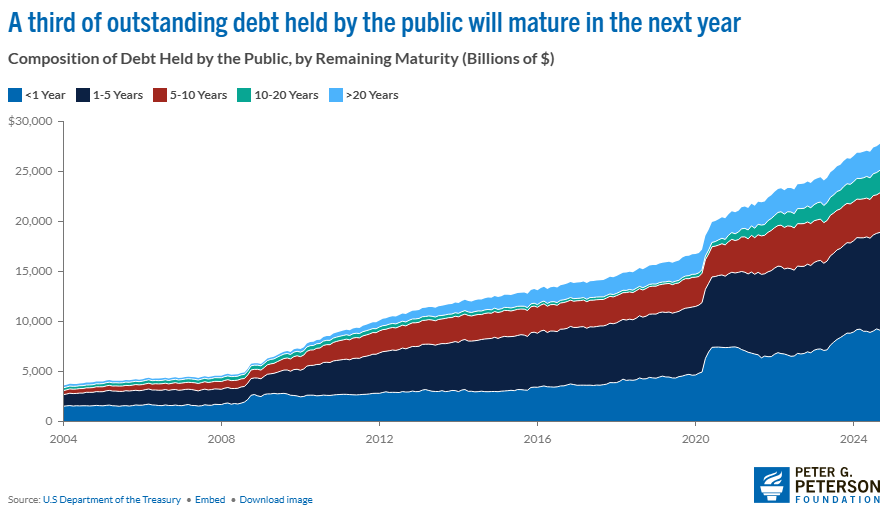 A third of outstanding debt held by the public will mature in the next year
Composition of Debt Held by the Public, by Remaining Maturity (Billions of $)
<1 Year 1-5 Years 5-10 Years 10-20 Years >20 Years
$30,000
25,000
20,000
15,000
10,000
5,000
0
2004 2008 2012 2016 2020 2024
PETER G.
PETERSON
FOUNDATION
Source: U.S Department of the Treasury • Embed • Download image